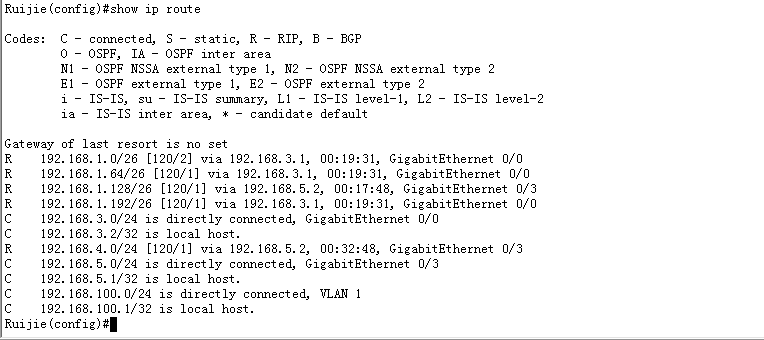 Ruijie(config)#show ip route
Codes:  C - connected, S - static, R - RIP, B - BGP
O - OSPF, IA - OSPF inter area
N1 - OSPF NSSA external type 1, N2 - OSPF NSSA external type 2
E1 - OSPF external type 1, E2 - OSPF external type 2
i - IS-IS, su - IS-IS summary, L1 - IS-IS level-1, L2 - IS-IS level-2
ia - IS-IS inter area, * - candidate default
Gateway of last resort is no set
R    192.168.1.0/26 [120/2] via 192.168.3.1, 00:19:31, GigabitEthernet 0/0
R    192.168.1.64/26 [120/1] via 192.168.3.1, 00:19:31, GigabitEthernet 0/0
R    192.168.1.128/26 [120/1] via 192.168.5.2, 00:17:48, GigabitEthernet 0/3
R    192.168.1.192/26 [120/1] via 192.168.3.1, 00:19:31, GigabitEthernet 0/0
C    192.168.3.0/24 is directly connected, GigabitEthernet 0/0
C    192.168.3.2/32 is local host.
R    192.168.4.0/24 [120/1] via 192.168.5.2, 00:32:48, GigabitEthernet 0/3
C    192.168.5.0/24 is directly connected, GigabitEthernet 0/3
C    192.168.5.1/32 is local host.
C    192.168.100.0/24 is directly connected, VLAN 1
C    192.168.100.1/32 is local host.
Ruijie(config)#